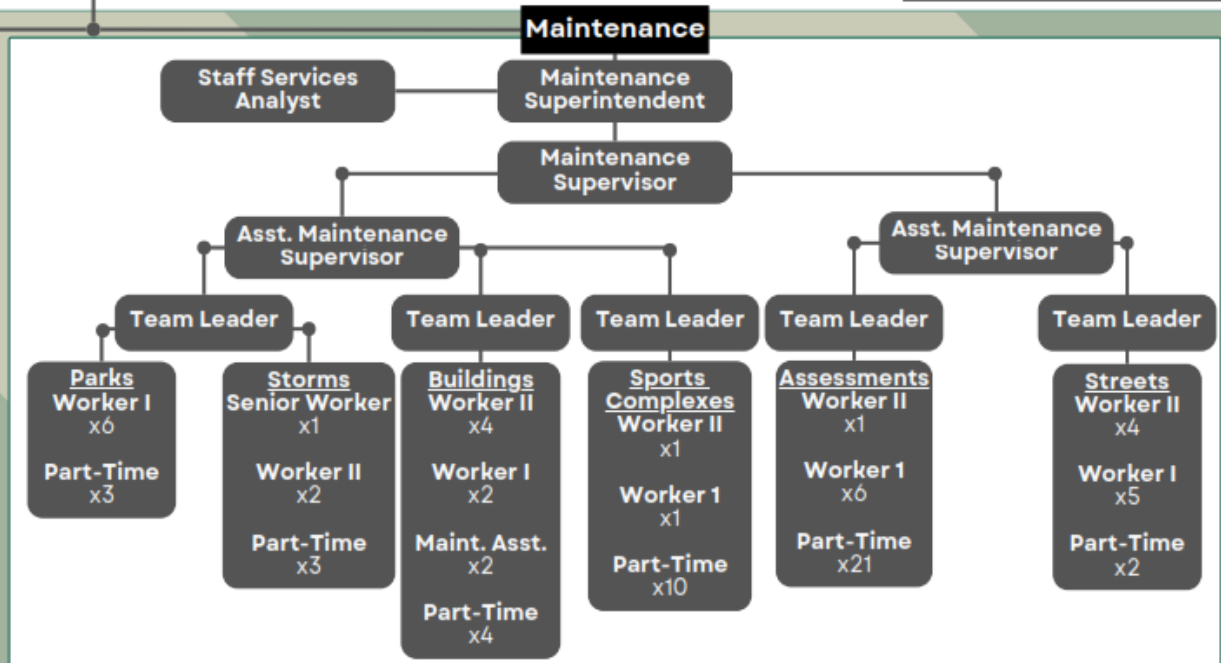 Maintenance
Staff Services
Analyst
Maintenance
Superintendent
Maintenance
Supervisor
Asst. Maintenance
Supervisor
Asst. Maintenance
Supervisor
Team Leader
Team Leader
Team Leader
Team Leader
Team Leader
Parks
Worker I
x6
Part-Time
x3
Storms
Senior Worker
x1
Worker II
x2
Part-Time
x3
Buildings
Worker II
x4
Worker I
x2
Maint. Asst.
x2
Part-Time
x4
Sports
Complexes
Worker II
x1
Worker 1
x1
Part-Time
x10
Assessments
Worker II
x1
Worker 1
x6
Part-Time
x21
Streets
Worker II
x4
Worker I
x5
Part-Time
x2